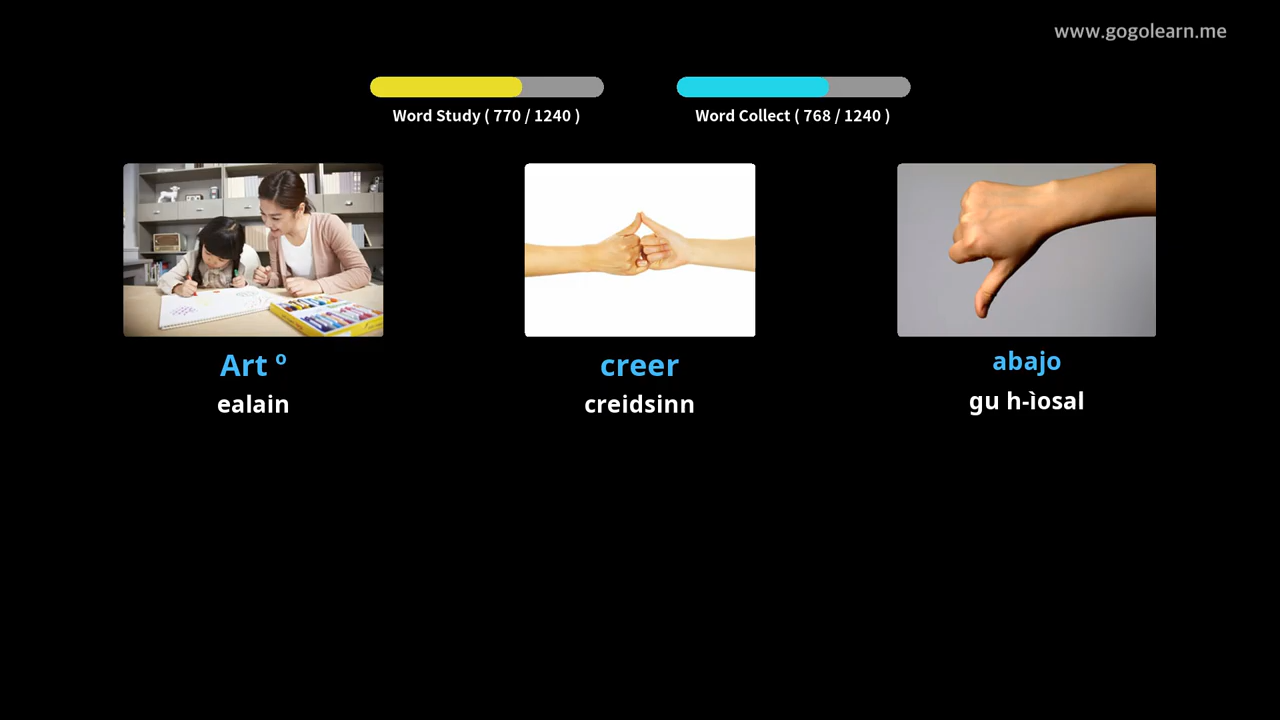 www.gogolearn.me
Word Study ( 770 / 1240 )
Word Collect ( 768 / 1240 )
Art º
ealain
creer
creidsinn
abajo
gu h-ìosal